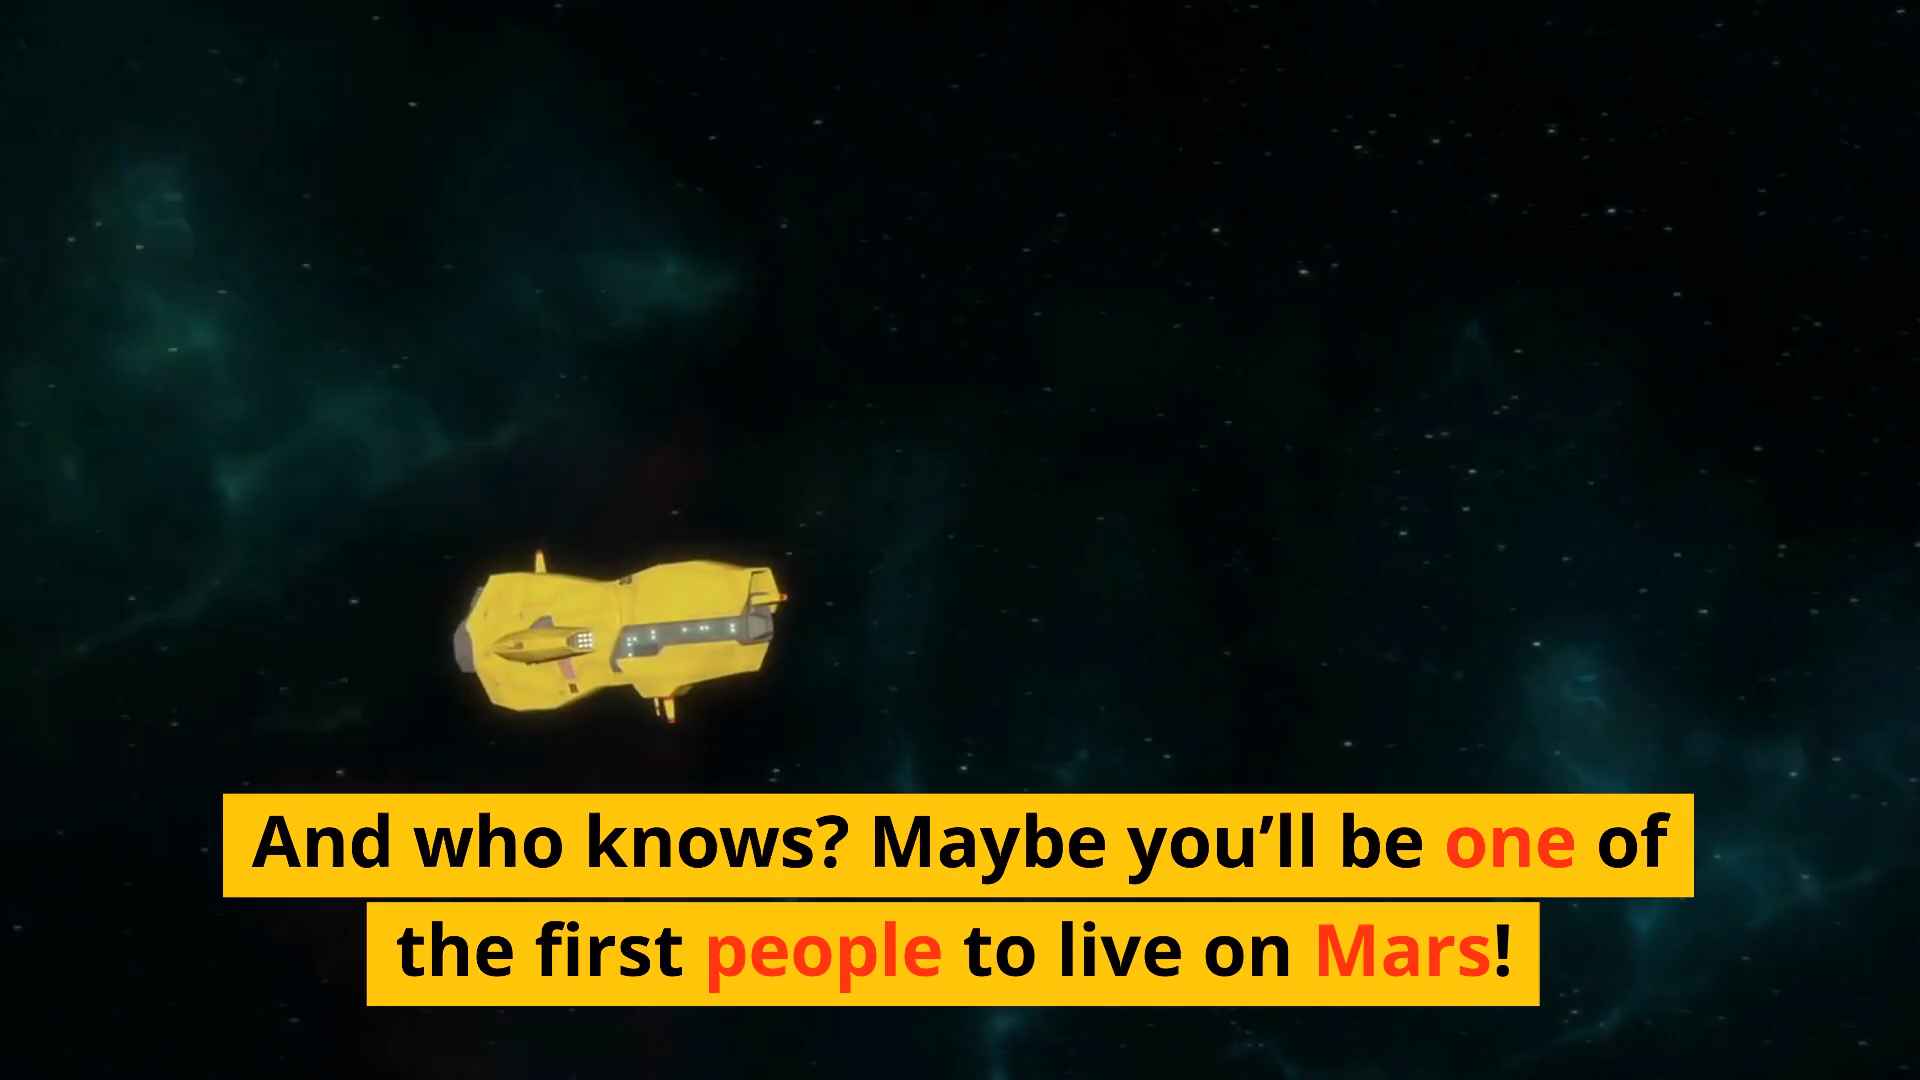 And who knows? Maybe you’ll be one of
the first people to live on Mars!